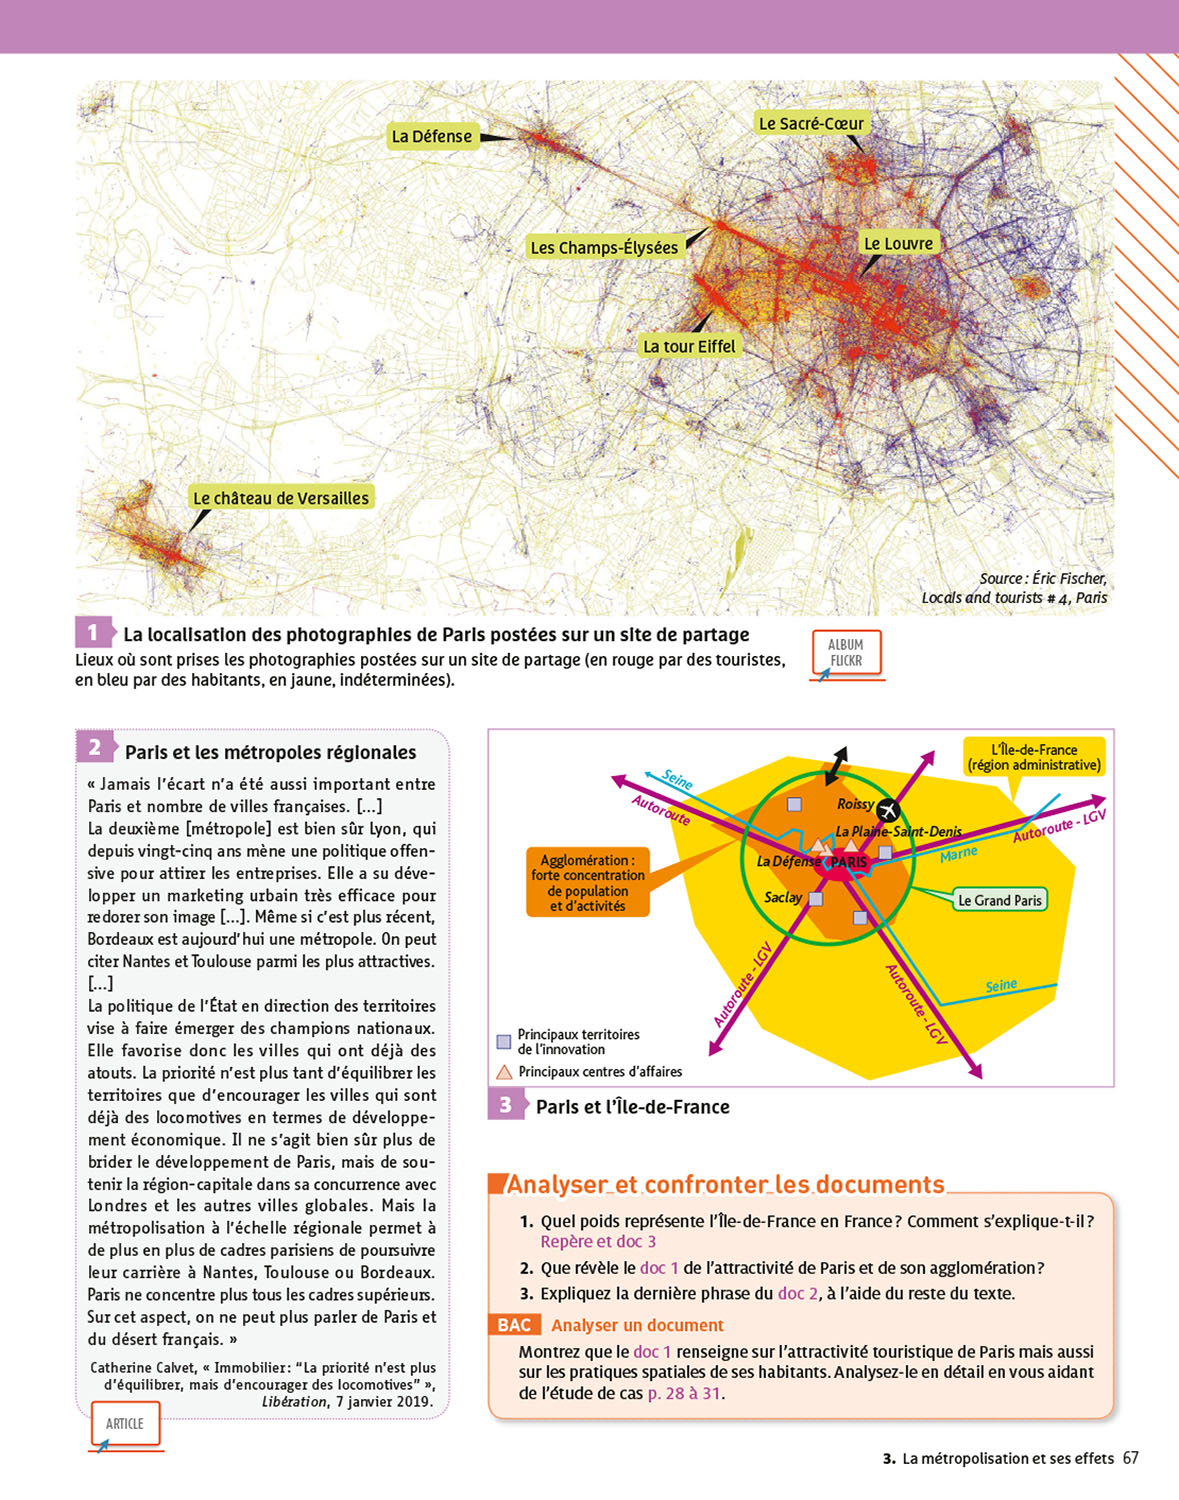 La Défense
Le Sacré-Cœur
Les Champs-Élysées
Le Louvre
La tour Eiffel
Le château de Versailles
Source : Éric Fischer,
Locals and tourists # 4, Paris
1 La localisation des photographies de Paris postées sur un site de partage
Lieux où sont prises les photographies postées sur un site de partage (en rouge par des touristes,
en bleu par des habitants, en jaune, indéterminées).
ALBUM
FLICKR
2 Paris et les métropoles régionales
« Jamais l'écart n'a été aussi important entre
Paris et nombre de villes françaises. [...]
La deuxième [métropole] est bien sûr Lyon, qui
depuis vingt-cinq ans mène une politique offen-
sive pour attirer les entreprises. Elle a su déve-
lopper un marketing urbain très efficace pour
redorer son image [...]. Même si c'est plus récent,
Bordeaux est aujourd'hui une métropole. On peut
citer Nantes et Toulouse parmi les plus attractives.
[...]
La politique de l'État en direction des territoires
vise à faire émerger des champions nationaux.
Elle favorise donc les villes qui ont déjà des
atouts. La priorité n'est plus tant d'équilibrer les
territoires que d'encourager les villes qui sont
déjà des locomotives en termes de développe-
ment économique. Il ne s'agit bien sûr plus de
brider le développement de Paris, mais de sou-
tenir la région-capitale dans sa concurrence avec
Londres et les autres villes globales. Mais la
métropolisation à l'échelle régionale permet à
de plus en plus de cadres parisiens de poursuivre
leur carrière à Nantes, Toulouse ou Bordeaux.
Paris ne concentre plus tous les cadres supérieurs.
Sur cet aspect, on ne peut plus parler de Paris et
du désert français. »
Catherine Calvet, « Immobilier : "La priorité n'est plus
d'équilibrer, mais d'encourager des locomotives" »,
Libération, 7 janvier 2019.
ARTICLE
L'Île-de-France
(région administrative)
Seine
Autoroute
Roissy
La Plaine-Saint-Denis
Autoroute - LGV
Marne
La Défense
PARIS
Agglomération :
forte concentration
de population
et d'activités
Saclay
Le Grand Paris
Autoroute - LGV
Autoroute - LGV
Seine
Principaux territoires
de l'innovation
Principaux centres d'affaires
3 Paris et l'Île-de-France
Analyser et confronter les documents
1. Quel poids représente l'Île-de-France en France ? Comment s'explique-t-il ?
Repère et doc 3
2. Que révèle le doc 1 de l'attractivité de Paris et de son agglomération ?
3. Expliquez la dernière phrase du doc 2, à l'aide du reste du texte.
BAC Analyser un document
Montrez que le doc 1 renseigne sur l'attractivité touristique de Paris mais aussi
sur les pratiques spatiales de ses habitants. Analysez-le en détail en vous aidant
de l'étude de cas p. 28 à 31.
3. La métropolisation et ses effets 67